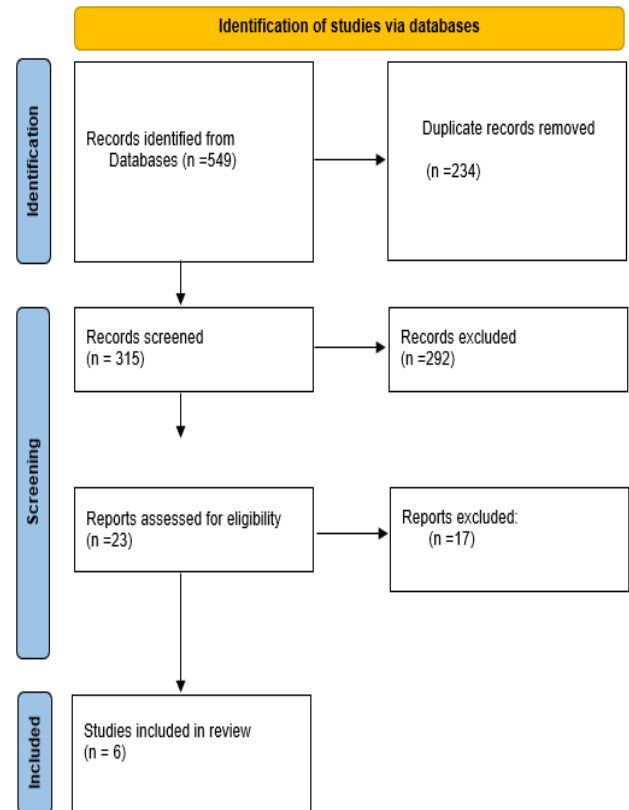 Identification of studies via databases
Identification
Records identified from
Databases (n =549)
Duplicate records removed
(n =234)
Screening
Records screened
(n = 315)
Records excluded
(n =292)
Reports assessed for eligibility
(n =23)
Reports excluded:
(n =17)
Included
Studies included in review
(n = 6)